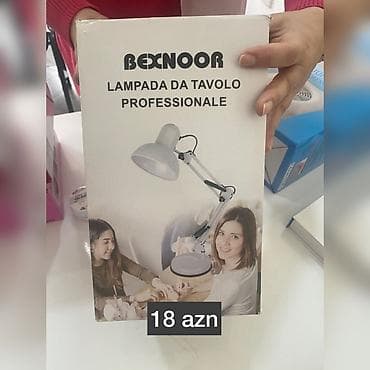 BEXNOOR
LAMPADA DA TAVOLO
PROFESSIONALE
18 azn